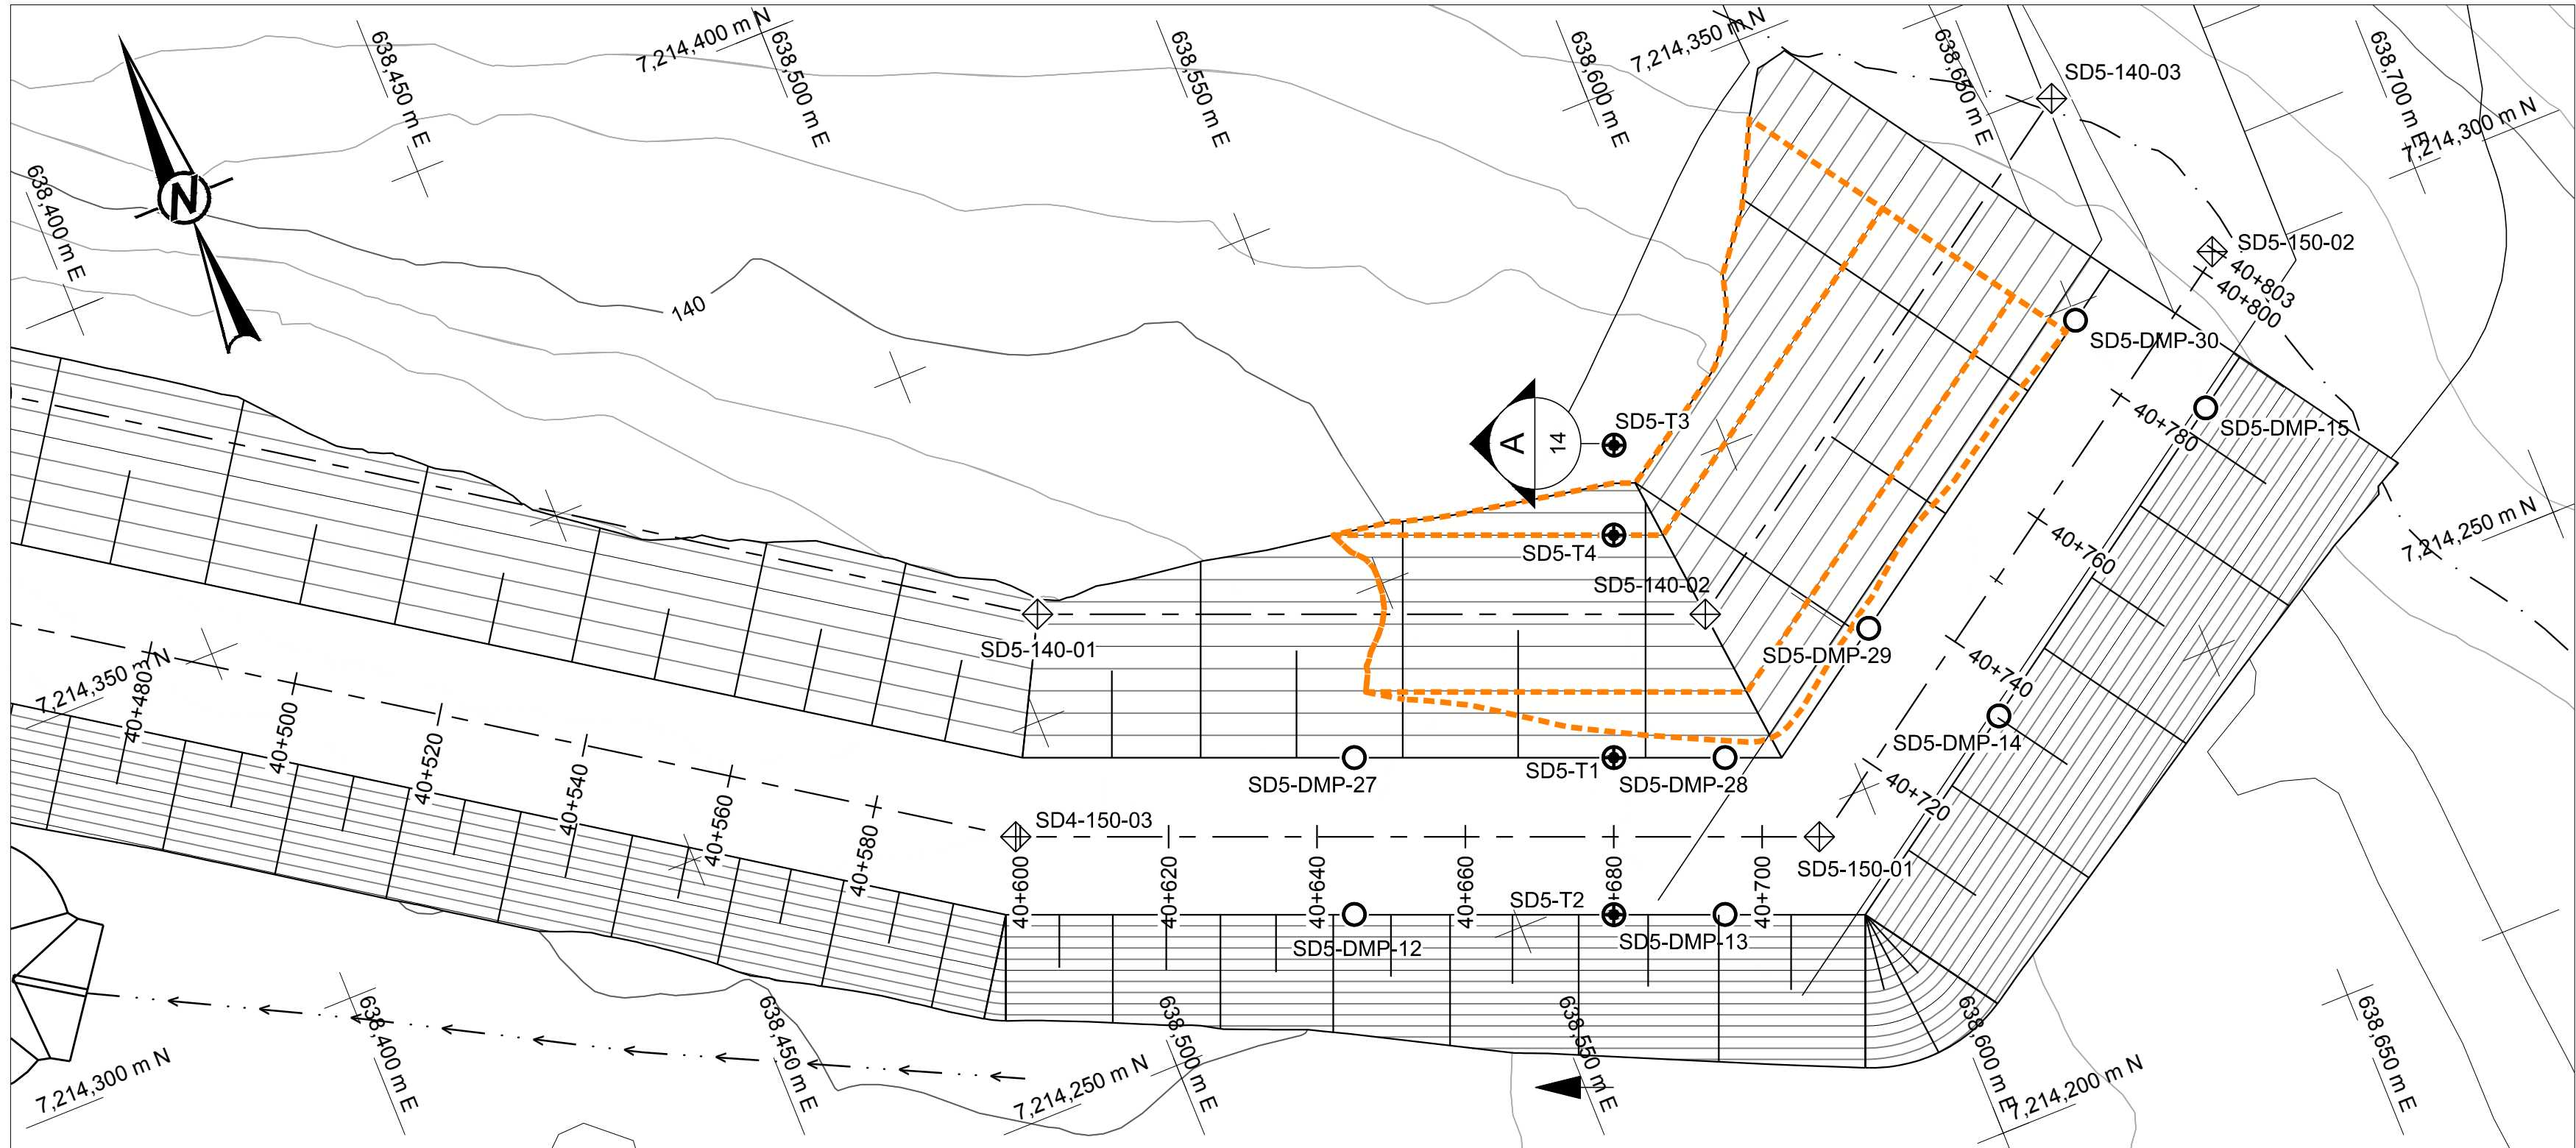 7,214,400 m N
7,214,350 m N
638,450 m E
638,500 m E
638,550 m E
638,600 m E
638,650 m E
638,700 m E
SD5-140-03
7,214,300 m N
N
638,400 m E
SD5-150-02
40+803
40+800
140
SD5-DMP-30
SD5-T3
A
14
40+780
SD5-DMP-15
SD5-T4
40+760
7,214,250 m N
SD5-140-02
SD5-140-01
SD5-DMP-29
40+740
7,214,350 m N
40+480
40+500
40+520
40+540
40+560
40+580
SD5-DMP-14
SD5-DMP-27
SD5-T1
SD5-DMP-28
40+720
SD4-150-03
SD5-150-01
40+600
40+620
40+640
40+660
40+680
40+700
SD5-T2
SD5-DMP-12
SD5-DMP-13
638,400 m E
638,450 m E
638,500 m E
638,550 m E
638,600 m E
638,650 m E
7,214,300 m N
7,214,250 m N
7,214,200 m N